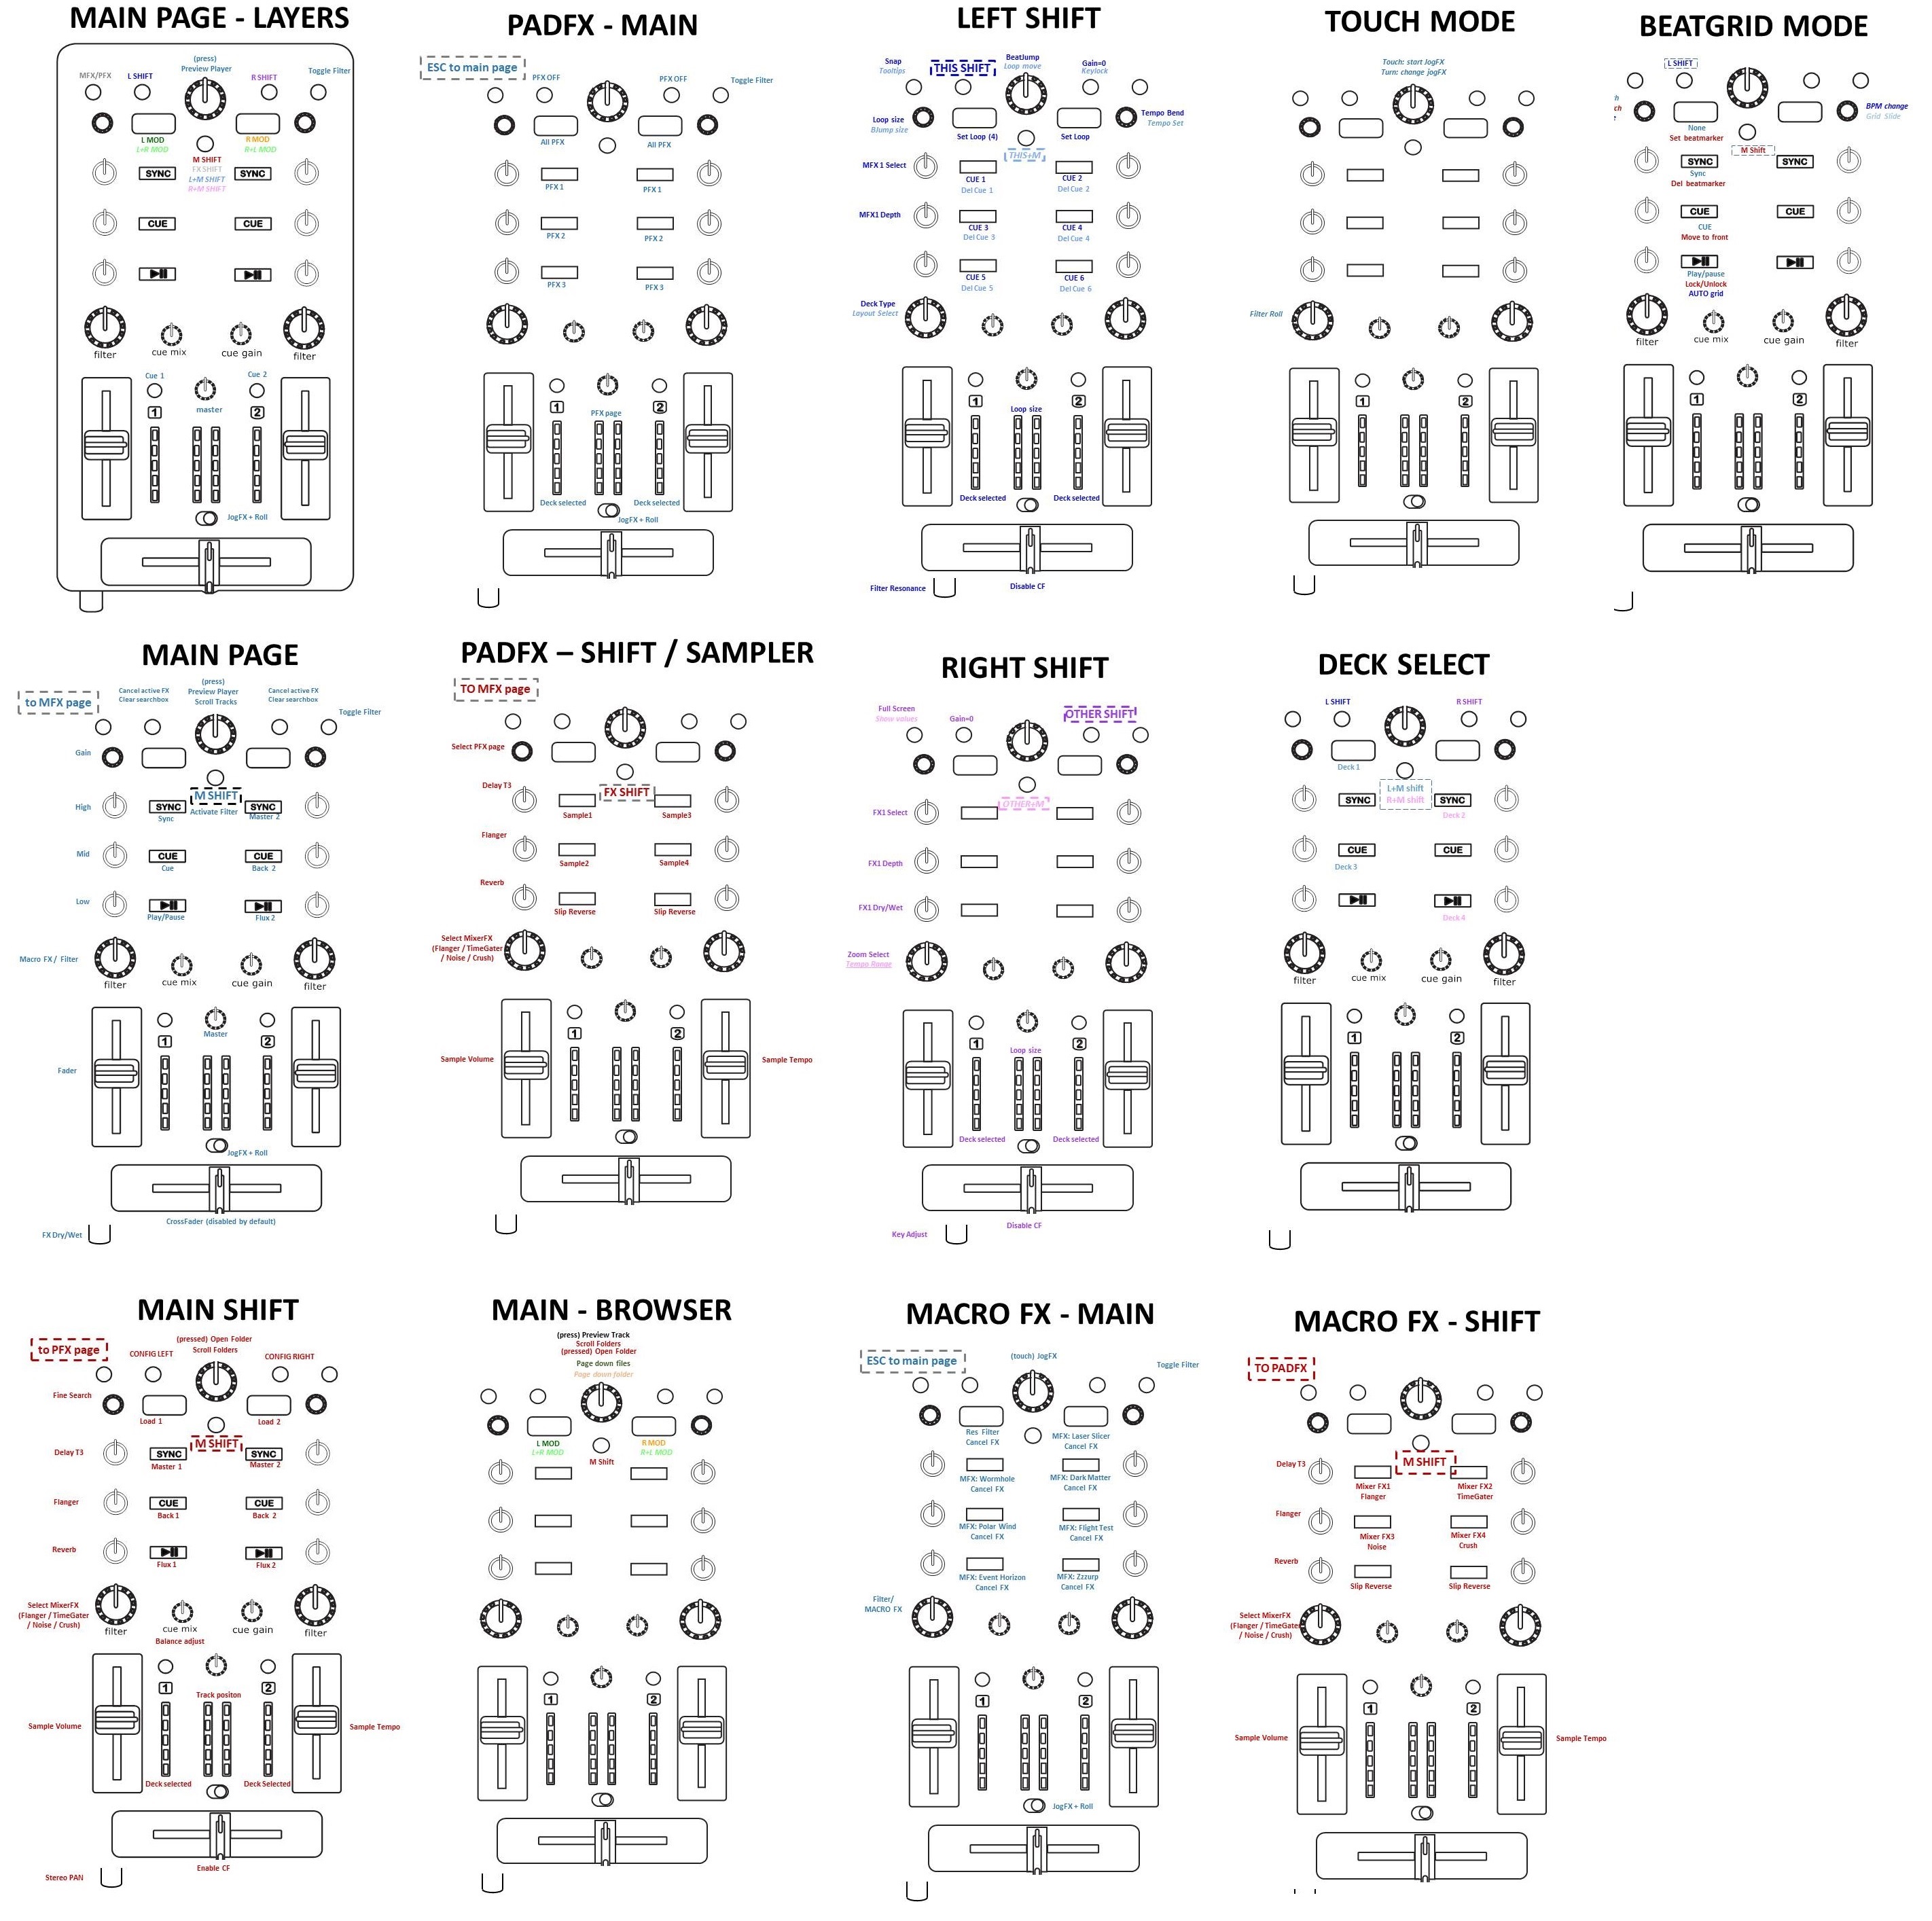 MAIN PAGE - LAYERS
(press)
Preview Player
MFX/PFX
L SHIFT
R SHIFT
Toggle Filter
L MOD
L+R MOD
R MOD
R+L MOD
M SHIFT
FX SHIFT
L+M SHIFT
R+M SHIFT
SYNC
SYNC
CUE
CUE
filter
cue mix
cue gain
filter
Cue 1
Cue 2
master
1
2
JogFX + Roll
PADFX - MAIN
ESC to main page
PFX OFF
PFX OFF
Toggle Filter
All PFX
All PFX
PFX 1
PFX 1
PFX 2
PFX 2
PFX 3
PFX 3
1
2
PFX page
Deck selected
Deck selected
JogFX + Roll
LEFT SHIFT
Snap
Tooltips
THIS SHIFT
BeatJump
Loop move
Gain=0
Keylock
Loop size
BJump size
Tempo Bend
Tempo Set
Set Loop (4)
Set Loop
THIS+M
MFX 1 Select
CUE 1
Del Cue 1
CUE 2
Del Cue 2
MFX1 Depth
CUE 3
Del Cue 3
CUE 4
Del Cue 4
CUE 5
Del Cue 5
CUE 6
Del Cue 6
Deck Type
Layout Select
1
2
Loop size
Deck selected
Deck selected
Filter Resonance
Disable CF
TOUCH MODE
Touch: start JogFX
Turn: change jogFX
Filter Roll
1
2
BEATGRID MODE
L SHIFT
BPM change
Grid Slide
None
Set beatmarker
M Shift
SYNC
SYNC
Sync
Del beatmarker
CUE
CUE
CUE
Move to front
Play/pause
Lock/Unlock
AUTO grid
filter
cue mix
cue gain
filter
1
2
MAIN PAGE
to MFX page
Cancel active FX
Clear searchbox
(press)
Preview Player
Scroll Tracks
Cancel active FX
Clear searchbox
Toggle Filter
Gain
M SHIFT
Activate Filter
High
SYNC
Sync
SYNC
Master 2
Mid
CUE
Cue
CUE
Back 2
Low
Play/Pause
Flux 2
Macro FX / Filter
filter
cue mix
cue gain
filter
Master
1
2
Fader
JogFX + Roll
CrossFader (disabled by default)
FX Dry/Wet
PADFX – SHIFT / SAMPLER
TO MFX page
Select PFX page
Delay T3
FX SHIFT
Sample1
Sample3
Flanger
Sample2
Sample4
Reverb
Slip Reverse
Slip Reverse
Select MixerFX
(Flanger / TimeGater
/ Noise / Crush)
1
2
Sample Volume
Sample Tempo
RIGHT SHIFT
Full Screen
Show values
Gain=0
OTHER SHIFT
OTHER+M
FX1 Select
FX1 Depth
FX1 Dry/Wet
Zoom Select
Tempo Range
1
2
Loop size
Deck selected
Deck selected
Key Adjust
Disable CF
DECK SELECT
L SHIFT
R SHIFT
Deck 1
L+M shift
R+M shift
SYNC
SYNC
Deck 2
CUE
CUE
Deck 3
Deck 4
filter
cue mix
cue gain
filter
1
2
MAIN SHIFT
to PFX page
CONFIG LEFT
(pressed) Open Folder
Scroll Folders
CONFIG RIGHT
Fine Search
Load 1
Load 2
M SHIFT
Delay T3
SYNC
Master 1
SYNC
Master 2
Flanger
CUE
Back 1
CUE
Back 2
Reverb
Flux 1
Flux 2
Select MixerFX
(Flanger / TimeGater
/ Noise / Crush)
filter
cue mix
cue gain
filter
Balance adjust
1
2
Track positon
Sample Volume
Sample Tempo
Deck selected
Deck Selected
Enable CF
Stereo PAN
MAIN - BROWSER
(press) Preview Track
Scroll Folders
(pressed) Open Folder
Page down files
Page down folder
L MOD
L+R MOD
R MOD
R+L MOD
M Shift
1
2
MACRO FX - MAIN
ESC to main page
(touch) JogFX
Toggle Filter
Res Filter
Cancel FX
MFX: Laser Slicer
Cancel FX
MFX: Wormhole
Cancel FX
MFX: Dark Matter
Cancel FX
MFX: Polar Wind
Cancel FX
MFX: Flight Test
Cancel FX
MFX: Event Horizon
Cancel FX
MFX: Zzzurp
Cancel FX
Filter/
MACRO FX
1
2
JogFX + Roll
MACRO FX - SHIFT
TO PADFX
M SHIFT
Delay T3
Mixer FX1
Flanger
Mixer FX2
TimeGater
Flanger
Mixer FX3
Noise
Mixer FX4
Crush
Reverb
Slip Reverse
Slip Reverse
Select MixerFX
(Flanger / TimeGater
/ Noise / Crush)
1
2
Sample Volume
Sample Tempo